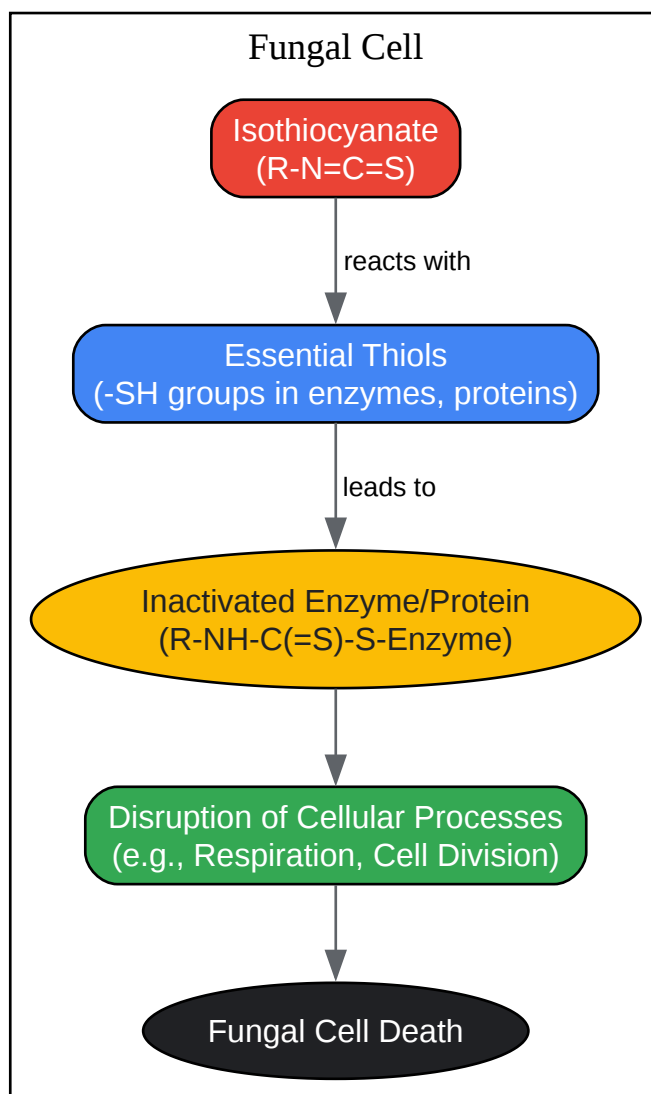 Fungal Cell
Isothiocyanate
(R-N=C=S)
reacts with
Essential Thiols
(-SH groups in enzymes, proteins)
leads to
Inactivated Enzyme/Protein
(R-NH-C(=S)-S-Enzyme)
Disruption of Cellular Processes
(e.g., Respiration, Cell Division)
Fungal Cell Death